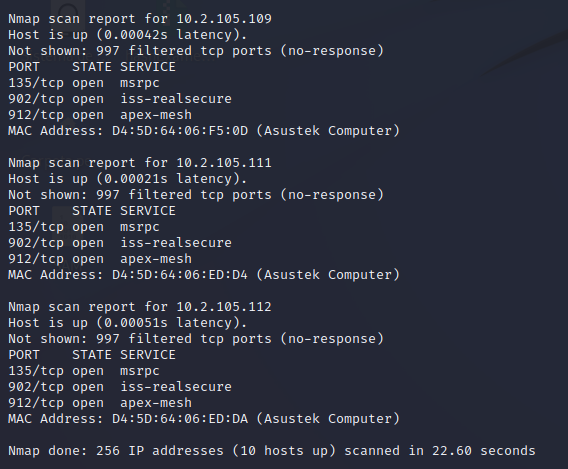 Nmap scan report for 10.2.105.109
Host is up (0.00042s latency).
Not shown: 997 filtered tcp ports (no-response)
PORT    STATE SERVICE
135/tcp open  msrpc
902/tcp open  iss-realsecure
912/tcp open  apex-mesh
MAC Address: D4:5D:64:06:F5:0D (Asustek Computer)

Nmap scan report for 10.2.105.111
Host is up (0.00021s latency).
Not shown: 997 filtered tcp ports (no-response)
PORT    STATE SERVICE
135/tcp open  msrpc
902/tcp open  iss-realsecure
912/tcp open  apex-mesh
MAC Address: D4:5D:64:06:ED:D4 (Asustek Computer)

Nmap scan report for 10.2.105.112
Host is up (0.00051s latency).
Not shown: 997 filtered tcp ports (no-response)
PORT    STATE SERVICE
135/tcp open  msrpc
902/tcp open  iss-realsecure
912/tcp open  apex-mesh
MAC Address: D4:5D:64:06:ED:DA (Asustek Computer)

Nmap done: 256 IP addresses (10 hosts up) scanned in 22.60 seconds